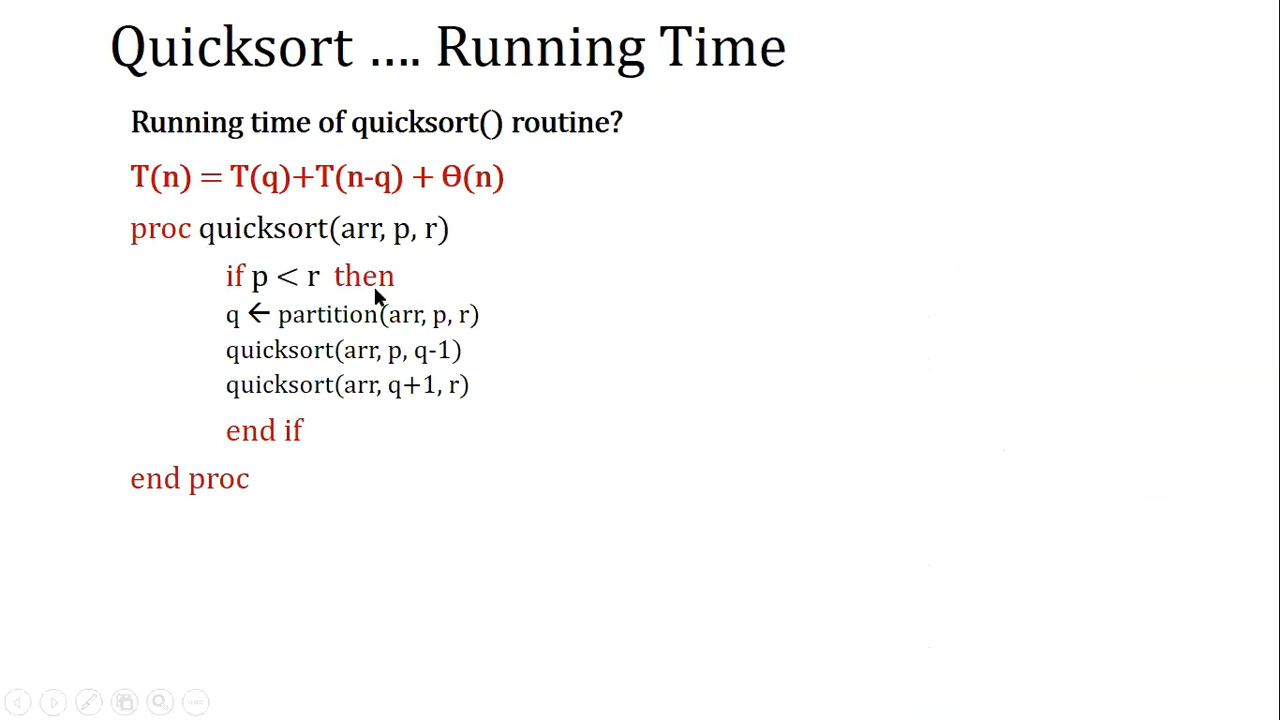 Quicksort .... Running Time
Running time of quicksort() routine?
T(n) = T(q)+T(n-q) + Θ(n)
proc quicksort(arr, p, r)
if p < r then
q ← partition(arr, p, r)
quicksort(arr, p, q-1)
quicksort(arr, q+1, r)
end if
end proc